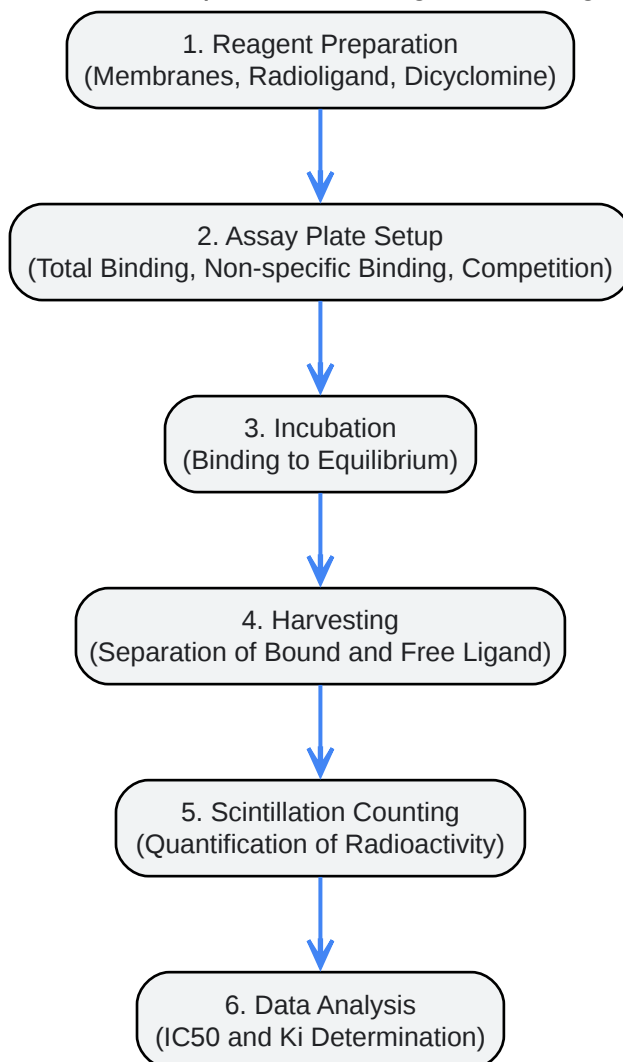 1. Reagent Preparation
(Membranes, Radioligand, Dicyclomine)
2. Assay Plate Setup
(Total Binding, Non-specific Binding, Competition)
3. Incubation
(Binding to Equilibrium)
4. Harvesting
(Separation of Bound and Free Ligand)
5. Scintillation Counting
(Quantification of Radioactivity)
6. Data Analysis
(IC50 and Ki Determination)